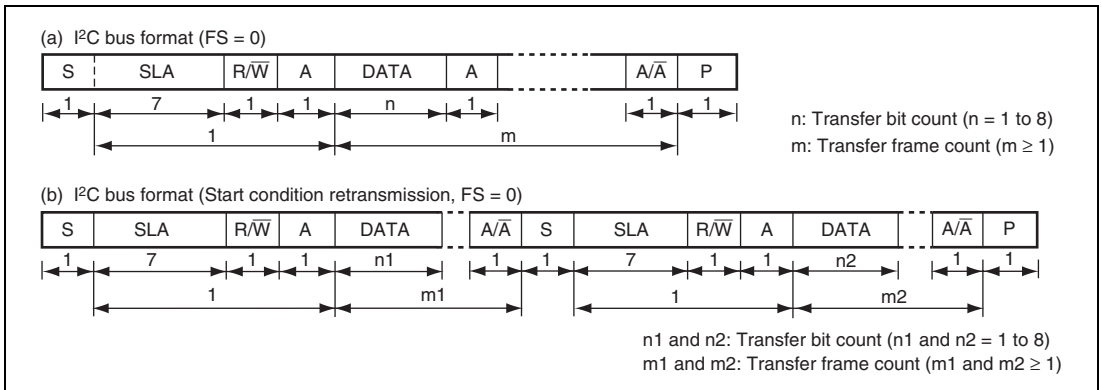 (a) I²C bus format (FS = 0)
S SLA R/W̅ A DATA A A/A̅ P
1 7 1 1 n 1 1 1
1 m
n: Transfer bit count (n = 1 to 8)
m: Transfer frame count (m ≥ 1)
(b) I²C bus format (Start condition retransmission, FS = 0)
S SLA R/W̅ A DATA A/A̅ S SLA R/W̅ A DATA A/A̅ P
1 7 1 1 n1 1 1 7 1 1 n2 1 1
1 m1 1 m2
n1 and n2: Transfer bit count (n1 and n2 = 1 to 8)
m1 and m2: Transfer frame count (m1 and m2 ≥ 1)